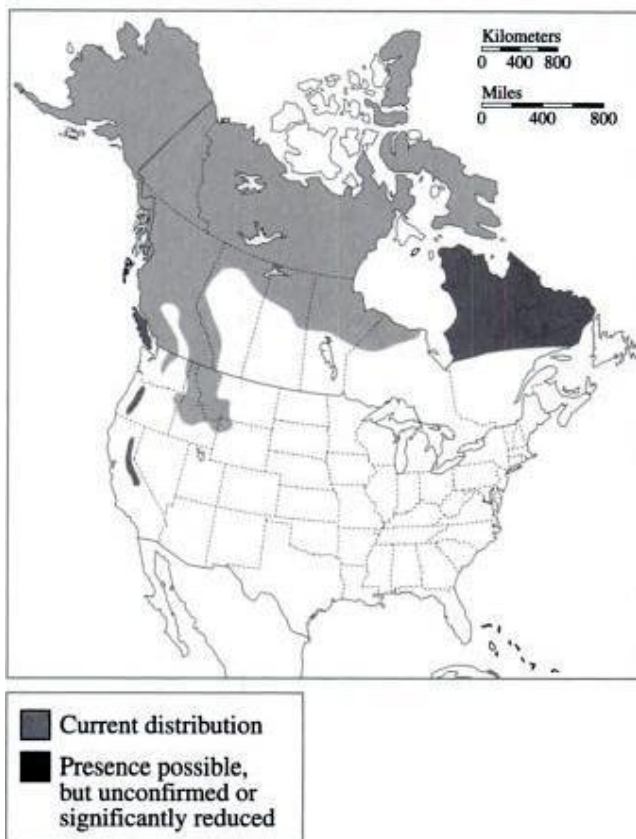 Kilometers
0 400 800
Miles
0 400 800
Current distribution
Presence possible,
but unconfirmed or
significantly reduced